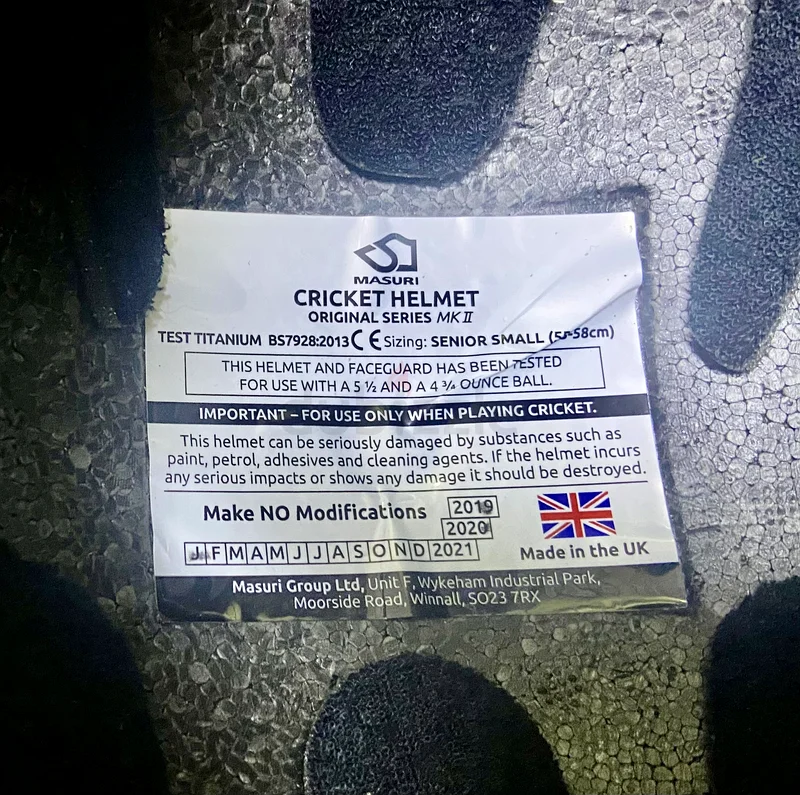 MASURI
CRICKET HELMET
ORIGINAL SERIES MK II
TEST TITANIUM BS7928:2013 CE Sizing: SENIOR SMALL (55-58cm)
THIS HELMET AND FACEGUARD HAS BEEN TESTED
FOR USE WITH A 5 ½ AND A 4 ¾ OUNCE BALL.
IMPORTANT – FOR USE ONLY WHEN PLAYING CRICKET.
This helmet can be seriously damaged by substances such as
paint, petrol, adhesives and cleaning agents. If the helmet incurs
any serious impacts or shows any damage it should be destroyed.
Make NO Modifications
2019
2020
J F M A M J J A S O N D 2021
Made in the UK
Masuri Group Ltd, Unit F, Wykeham Industrial Park,
Moorside Road, Winnall, SO23 7RX